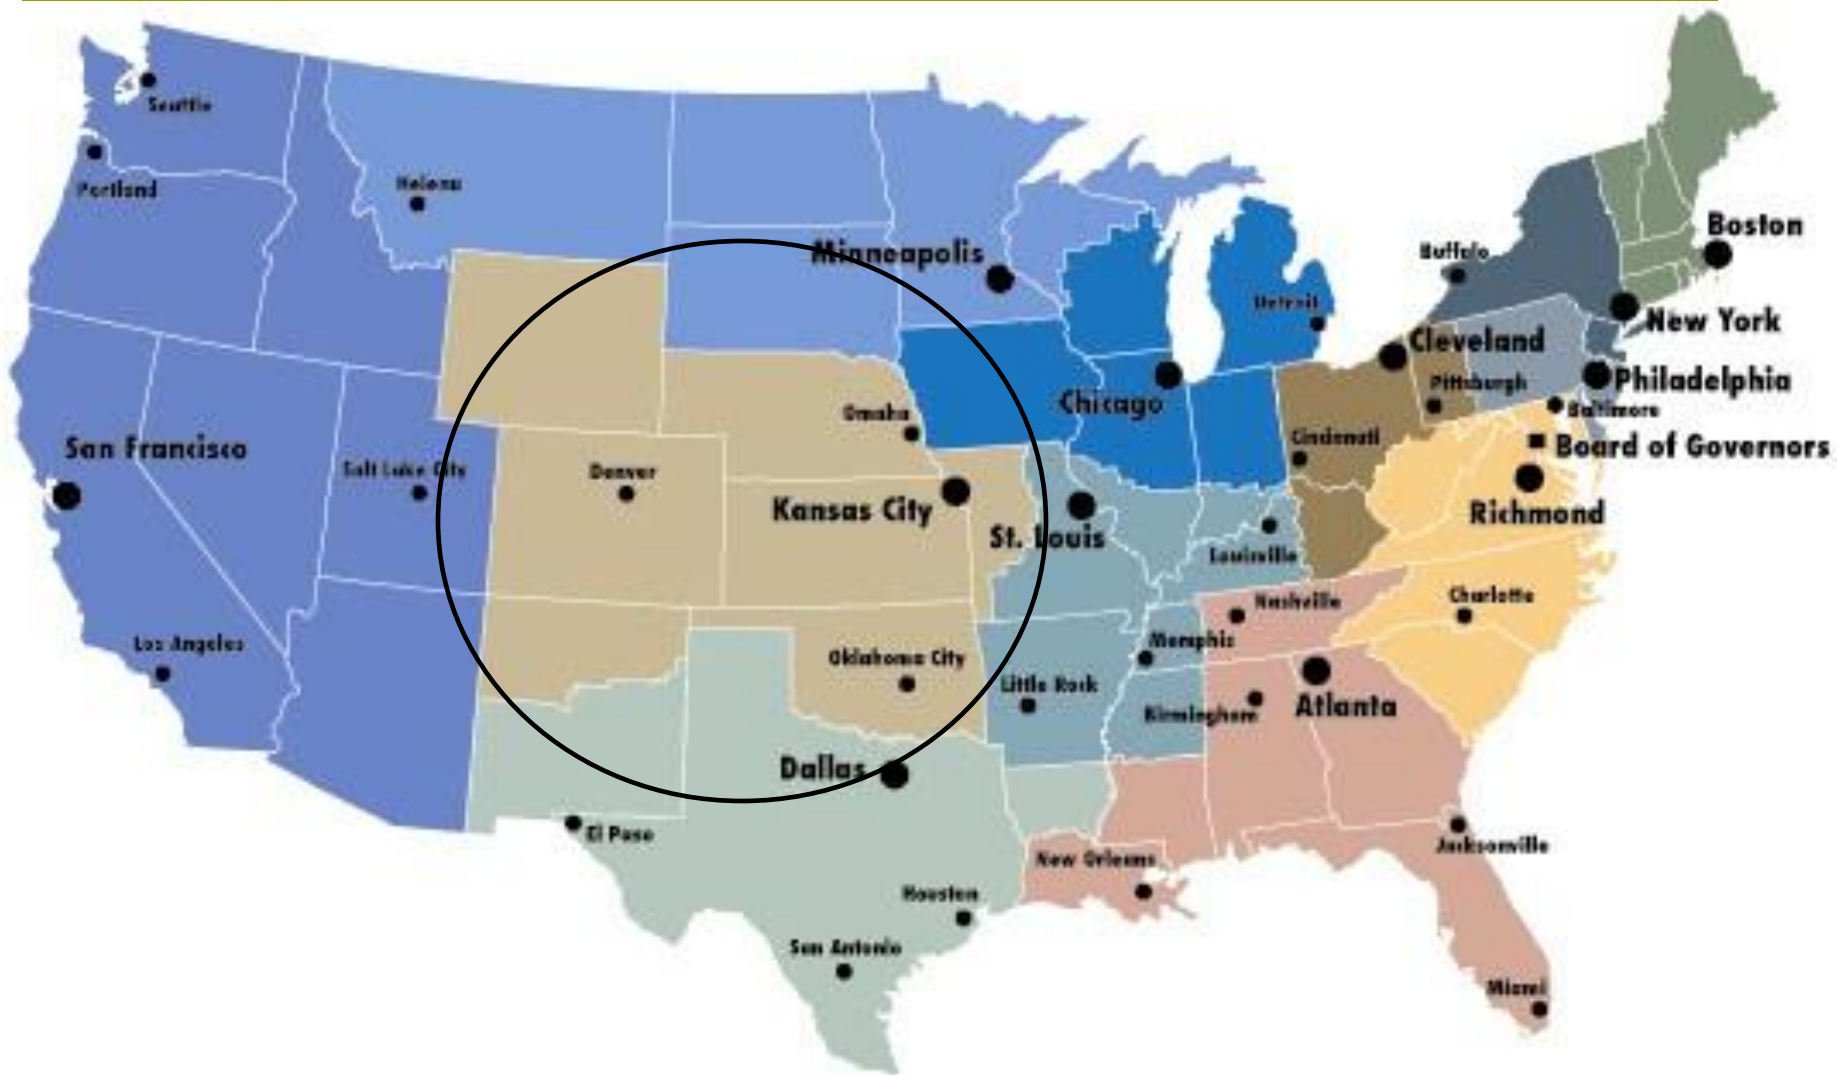 Seattle
Portland
Helena
Minneapolis
Boston
Buffalo
Detroit
New York
Cleveland
Philadelphia
Pittsburgh
Baltimore
Chicago
Omaha
Cincinnati
Board of Governors
San Francisco
Salt Lake City
Denver
Kansas City
Richmond
St. Louis
Louisville
Charlotte
Nashville
Los Angeles
Memphis
Oklahoma City
Little Rock
Birmingham
Atlanta
Dallas
El Paso
Jacksonville
New Orleans
Houston
San Antonio
Miami